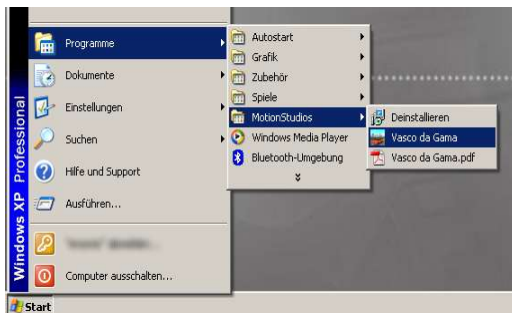 Programme
Dokumente
Einstellungen
Suchen
Hilfe und Support
Ausführen...
Computer ausschalten...
Windows XP Professional
Start
Autostart
Grafik
Zubehör
Spiele
MotionStudios
Windows Media Player
Bluetooth-Umgebung
Deinstallieren
Vasco da Gama
Vasco da Gama.pdf